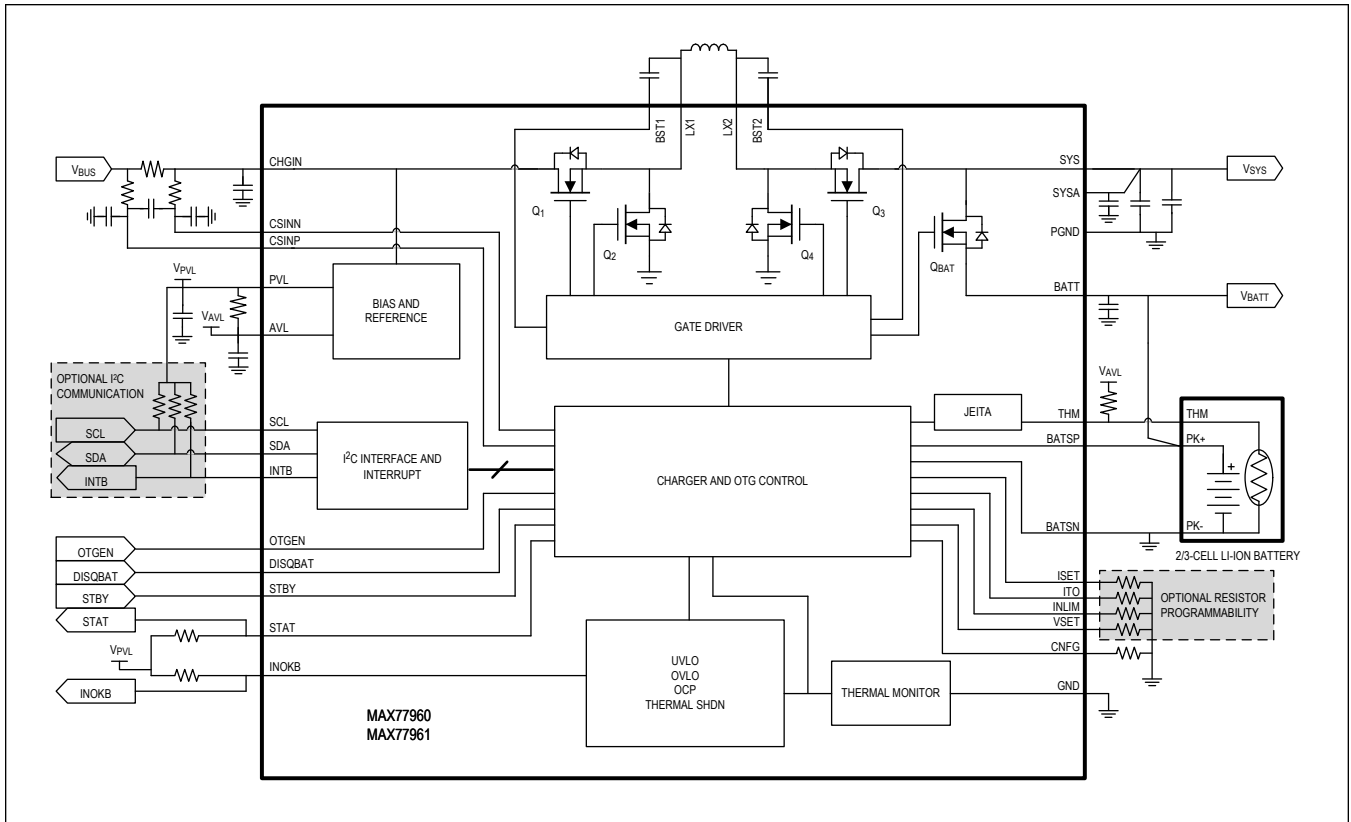 BST1
LX1
LX2
BST2
VBUS
CHGIN
SYS
VSYS
SYSA
Q1
Q2
Q3
Q4
QBAT
CSINN
CSINP
PGND
VPVL
PVL
BIAS AND
REFERENCE
BATT
VBATT
VAVL
AVL
GATE DRIVER
OPTIONAL I²C
COMMUNICATION
SCL
SDA
INTB
SCL
SDA
INTB
I²C INTERFACE AND
INTERRUPT
CHARGER AND OTG CONTROL
JEITA
VAVL
THM
BATSP
BATSN
THM
PK+
+
PK-
2/3-CELL LI-ION BATTERY
OTGEN
OTGEN
DISQBAT
DISQBAT
STBY
STBY
STAT
STAT
VPVL
INOKB
INOKB
ISET
ITO
INLIM
VSET
CNFG
OPTIONAL RESISTOR
PROGRAMMABILITY
UVLO
OVLO
OCP
THERMAL SHDN
THERMAL MONITOR
GND
MAX77960
MAX77961